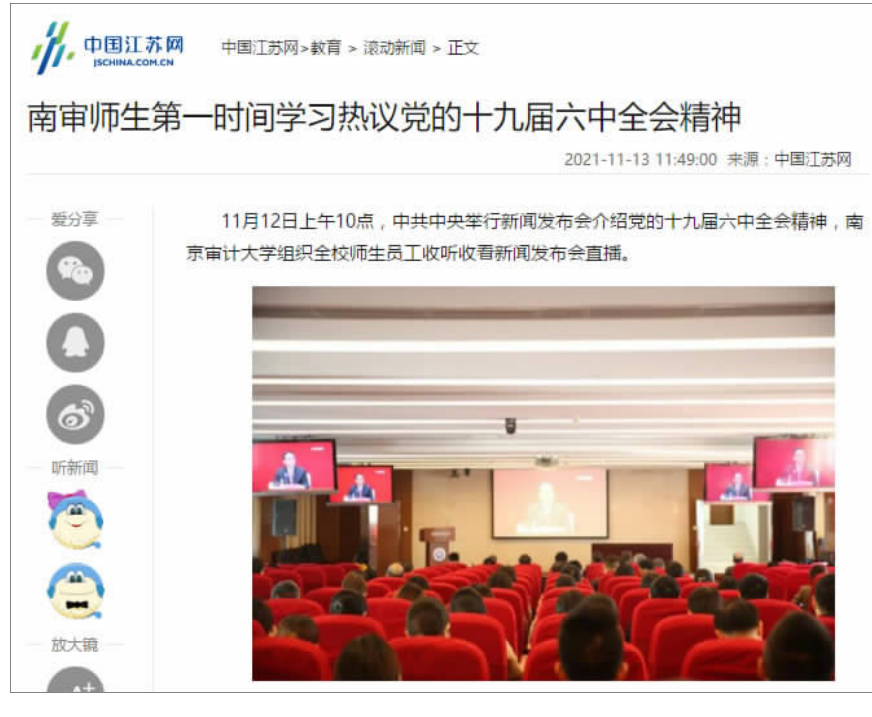 中国江苏网
JSCHINA.COM.CN
中国江苏网>教育 > 滚动新闻 > 正文
南审师生第一时间学习热议党的十九届六中全会精神
2021-11-13 11:49:00 来源：中国江苏网
爱分享
11月12日上午10点，中共中央举行新闻发布会介绍党的十九届六中全会精神，南
京审计大学组织全校师生员工收听收看新闻发布会直播。
听新闻
放大镜
A+